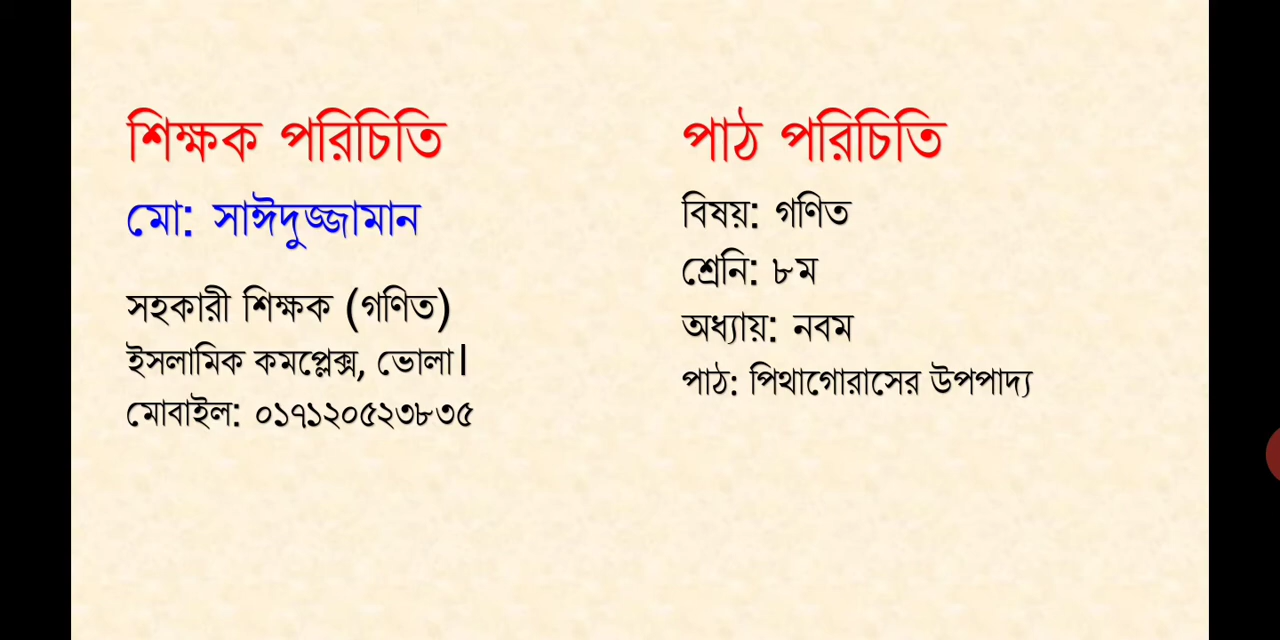 শিক্ষক পরিচিতি
মো: সাঈদুজ্জামান
সহকারী শিক্ষক (গণিত)
ইসলামিক কমপ্লেক্স, ভোলা।
মোবাইল: ০১৭১২০৫২৩৮৩৫
পাঠ পরিচিতি
বিষয়: গণিত
শ্রেনি: ৮ম
অধ্যায়: নবম
পাঠ: পিথাগোরাসের উপপাদ্য